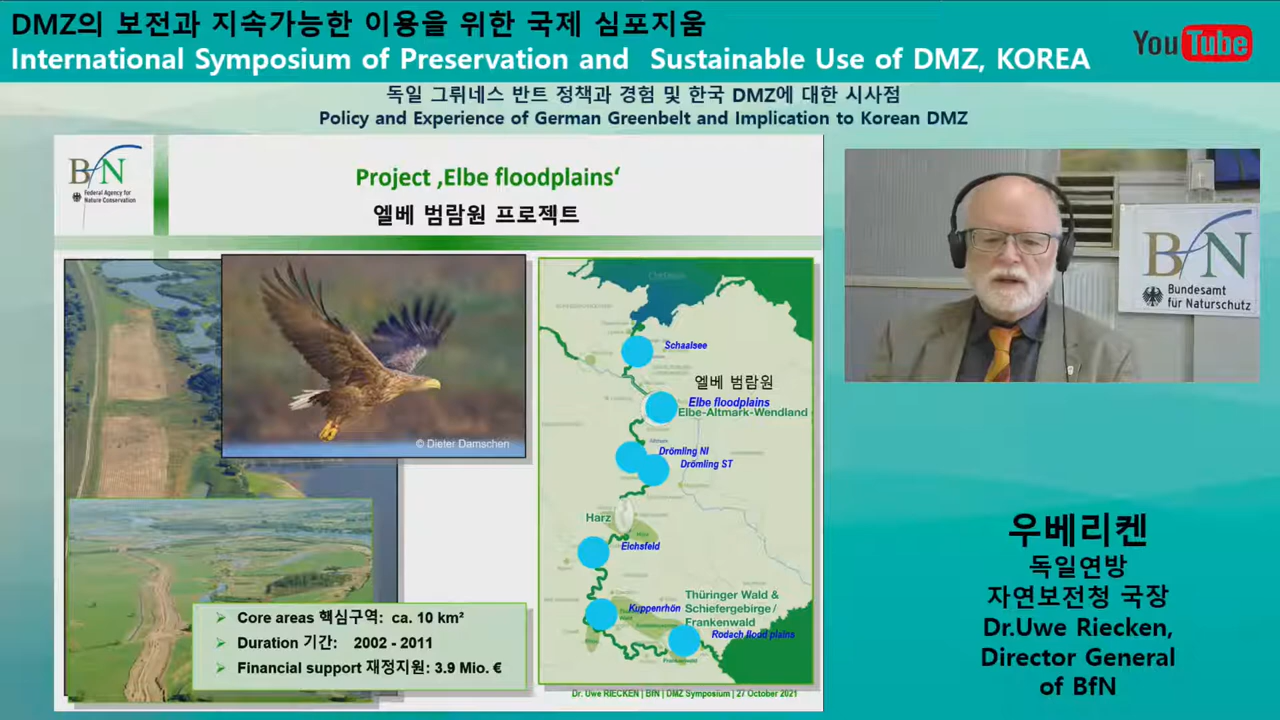 DMZ의 보전과 지속가능한 이용을 위한 국제 심포지움
International Symposium of Preservation and Sustainable Use of DMZ, KOREA
YouTube
독일 그뤼네스 반트 정책과 경험 및 한국 DMZ에 대한 시사점
Policy and Experience of German Greenbelt and Implication to Korean DMZ
BfN
Federal Agency for
Nature Conservation
Project ‚Elbe floodplains‘
엘베 범람원 프로젝트
© Dieter Damschen
Schaalsee
엘베 범람원
Elbe floodplains
Elbe-Altmark-Wendland
Drömling NI
Drömling ST
Harz
Eichsfeld
Thüringer Wald &
Schiefergebirge/
Frankenwald
Kuppenrhön
Rodach flood plains
Core areas 핵심구역: ca. 10 km²
Duration 기간: 2002 - 2011
Financial support 재정지원: 3.9 Mio. €
Dr. Uwe RIECKEN | BfN | DMZ Symposium | 27 October 2021
BfN
Bundesamt
für Naturschutz
우베리켄
독일연방
자연보전청 국장
Dr.Uwe Riecken,
Director General
of BfN